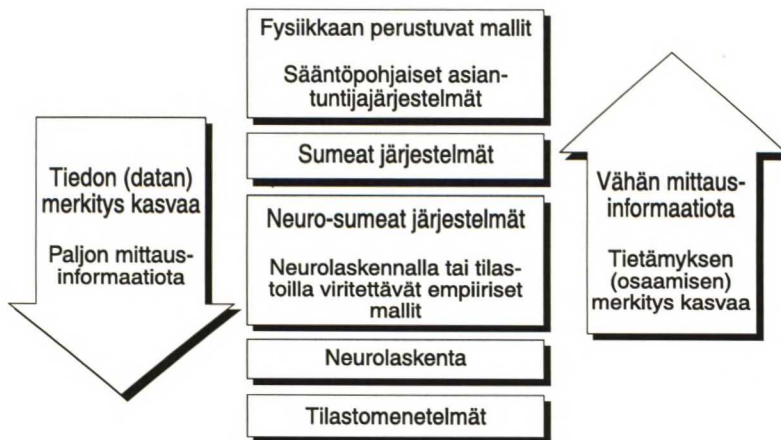 Tiedon (datan)
merkitys kasvaa
Paljon mittaus-
informaatiota
Fysiikkaan perustuvat mallit
Sääntöpohjaiset asian-
tuntijajärjestelmät
Sumeat järjestelmät
Neuro-sumeat järjestelmät
Neurolaskennalla tai tilas-
toilla viritettävät empiiriset
mallit
Neurolaskenta
Tilastomenetelmät
Vähän mittaus-
informaatiota
Tietämyksen
(osaamisen)
merkitys kasvaa